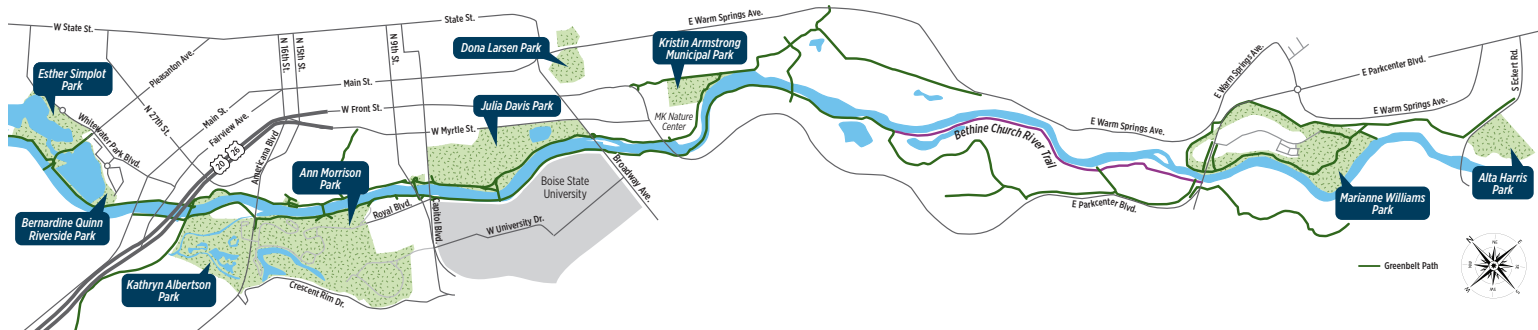 W State St.
State St.
E Warm Springs Ave.
Dona Larsen Park
Kristin Armstrong
Municipal Park
Esther Simplot
Park
Pleasanton Ave.
N 16th St.
N 15th St.
N 9th St.
Main St.
E Warm Springs Ave.
E Parkcenter Blvd.
S Eckert Rd.
Whitewater Park Blvd.
N 27th St.
Main St.
Fairview Ave.
W Front St.
Julia Davis Park
W Myrtle St.
MK Nature
Center
E Warm Springs Ave.
20
26
Americana Blvd
E Warm Springs Ave.
Bethine Church River Trail
Ann Morrison
Park
Broadway Ave.
Boise State
University
Alta Harris
Park
Bernardine Quinn
Riverside Park
Royal Blvd.
Capitol Blvd.
W University Dr.
E Parkcenter Blvd.
Marianne Williams
Park
Kathryn Albertson
Park
Crescent Rim Dr.
Greenbelt Path
N
E
S
W